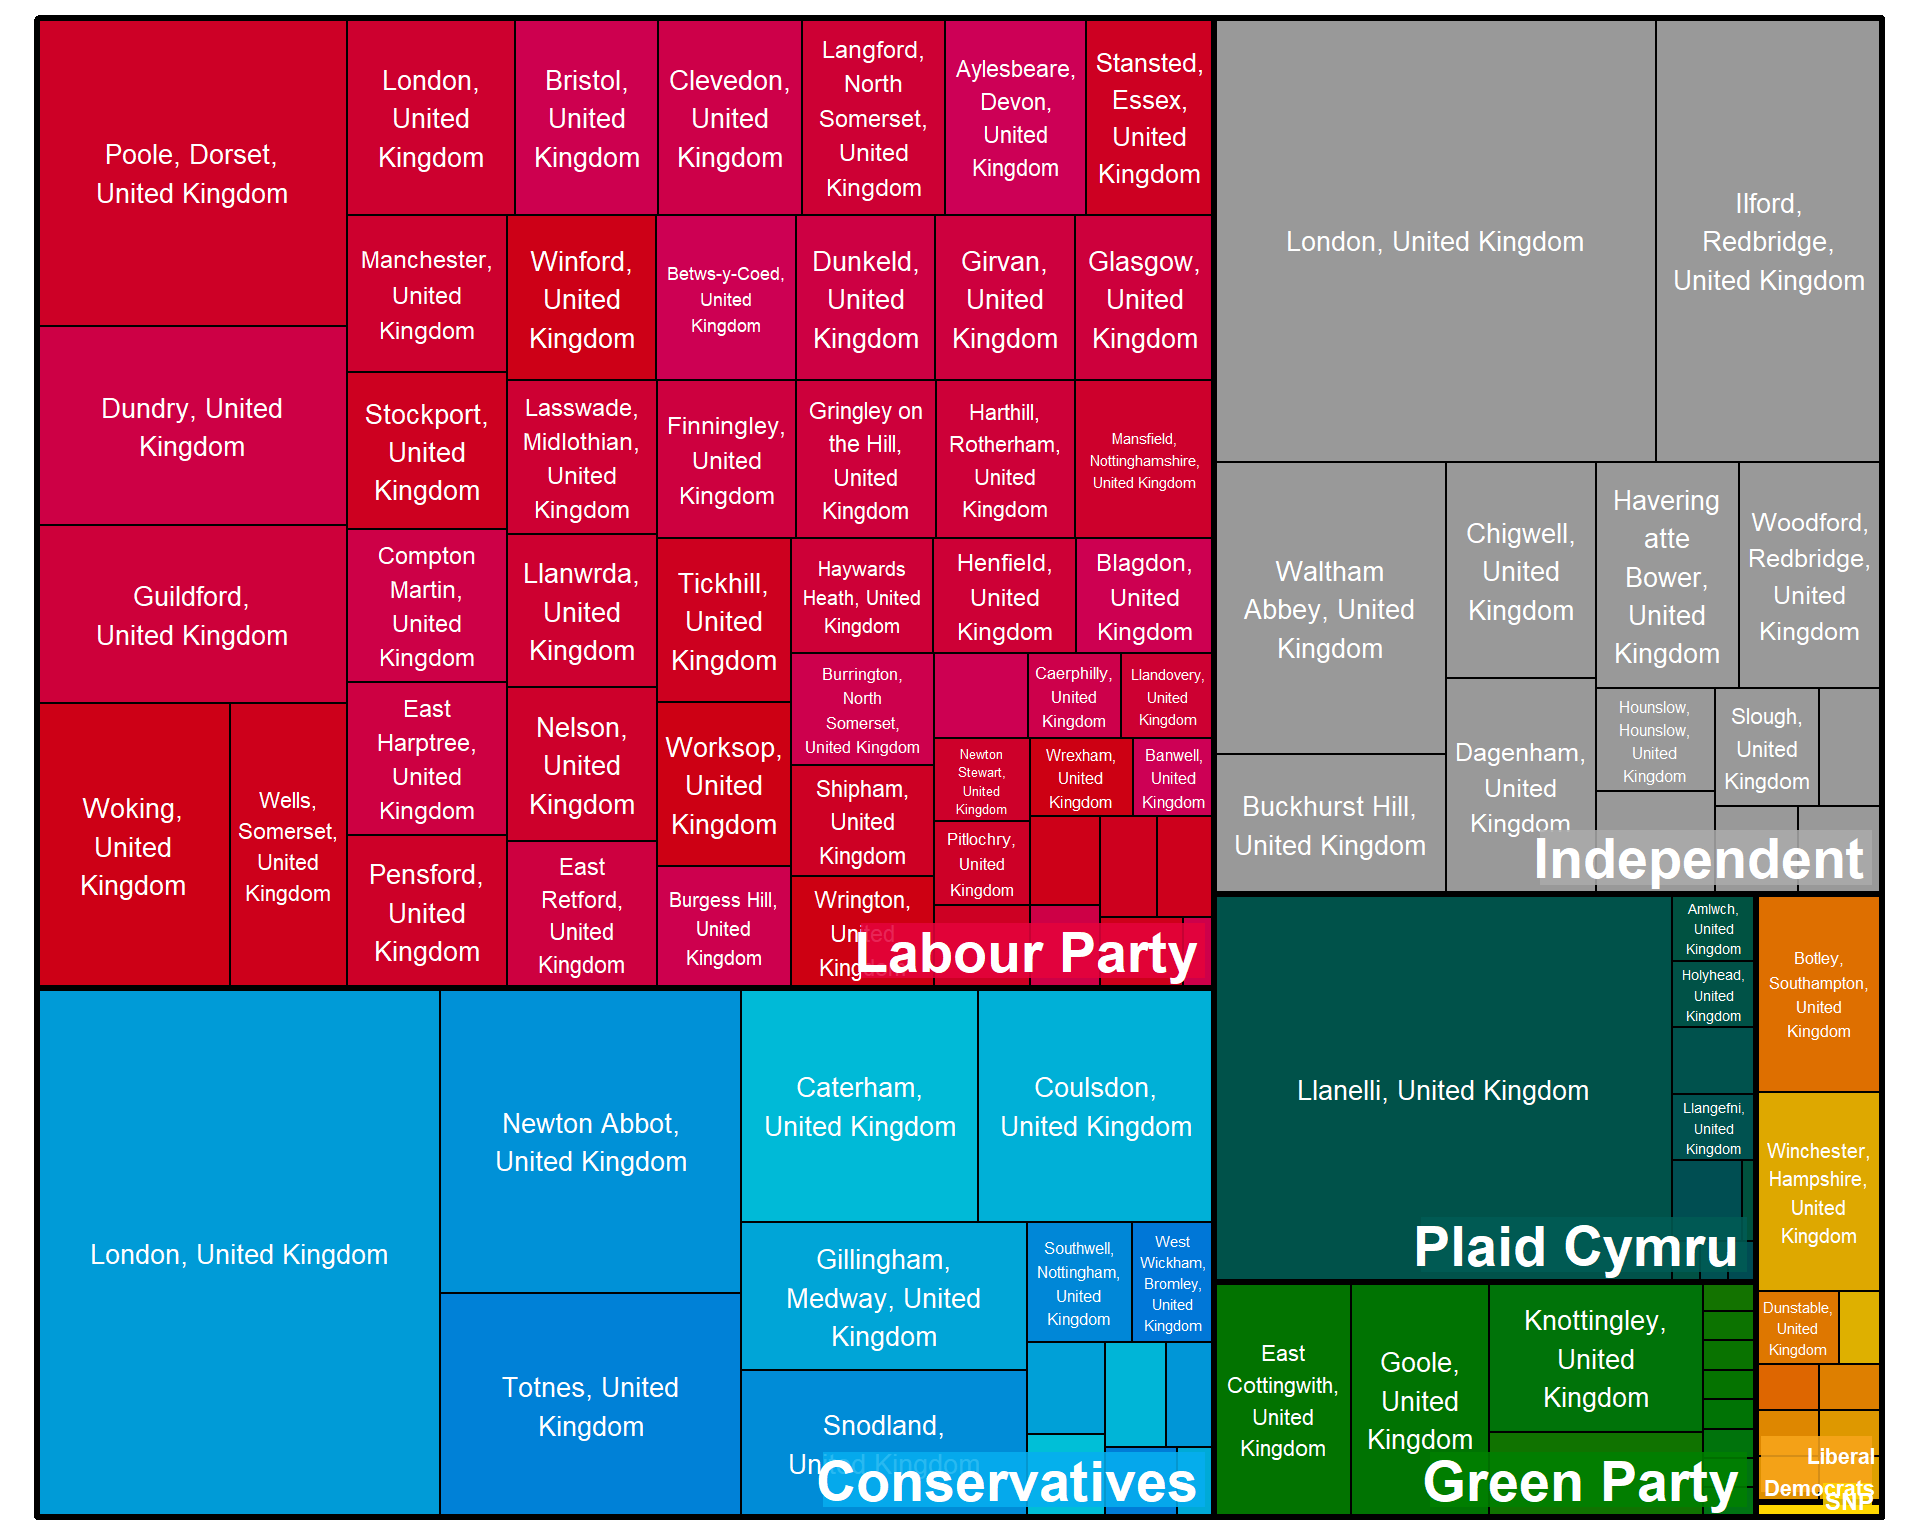 Poole, Dorset,
United Kingdom
Dundry, United
Kingdom
Guildford,
United Kingdom
Woking,
United
Kingdom
Wells,
Somerset,
United
Kingdom
London,
United
Kingdom
Bristol,
United
Kingdom
Clevedon,
United
Kingdom
Langford,
North
Somerset,
United
Kingdom
Aylesbeare,
Devon,
United
Kingdom
Stansted,
Essex,
United
Kingdom
Manchester,
United
Kingdom
Winford,
United
Kingdom
Betws-y-Coed,
United
Kingdom
Dunkeld,
United
Kingdom
Girvan,
United
Kingdom
Glasgow,
United
Kingdom
Stockport,
United
Kingdom
Lasswade,
Midlothian,
United
Kingdom
Finningley,
United
Kingdom
Gringley on
the Hill,
United
Kingdom
Harthill,
Rotherham,
United
Kingdom
Mansfield,
Nottinghamshire,
United Kingdom
Compton
Martin,
United
Kingdom
Llanwrda,
United
Kingdom
Tickhill,
United
Kingdom
Haywards
Heath, United
Kingdom
Henfield,
United
Kingdom
Blagdon,
United
Kingdom
East
Harptree,
United
Kingdom
Nelson,
United
Kingdom
Worksop,
United
Kingdom
Burrington,
North
Somerset,
United Kingdom
Caerphilly,
United
Kingdom
Llandovery,
United
Kingdom
Newton
Stewart,
United
Kingdom
Wrexham,
United
Kingdom
Banwell,
United
Kingdom
Shipham,
United
Kingdom
Pitlochry,
United
Kingdom
Pensford,
United
Kingdom
East
Retford,
United
Kingdom
Burgess Hill,
United
Kingdom
Wrington,
United
Kingdom
Labour Party
London, United Kingdom
Ilford,
Redbridge,
United Kingdom
Waltham
Abbey, United
Kingdom
Buckhurst Hill,
United Kingdom
Chigwell,
United
Kingdom
Dagenham,
United
Kingdom
Havering
atte
Bower,
United
Kingdom
Woodford,
Redbridge,
United
Kingdom
Hounslow,
Hounslow,
United
Kingdom
Slough,
United
Kingdom
Independent
London, United Kingdom
Newton Abbot,
United Kingdom
Totnes, United
Kingdom
Caterham,
United Kingdom
Coulsdon,
United Kingdom
Gillingham,
Medway, United
Kingdom
Snodland,
United Kingdom
Southwell,
Nottingham,
United
Kingdom
West
Wickham,
Bromley,
United
Kingdom
Conservatives
Llanelli, United Kingdom
Amlwch,
United
Kingdom
Holyhead,
United
Kingdom
Llangefni,
United
Kingdom
Plaid Cymru
East
Cottingwith,
United
Kingdom
Goole,
United
Kingdom
Knottingley,
United
Kingdom
Green Party
Botley,
Southampton,
United
Kingdom
Winchester,
Hampshire,
United
Kingdom
Dunstable,
United
Kingdom
Liberal
Democrats
SNP